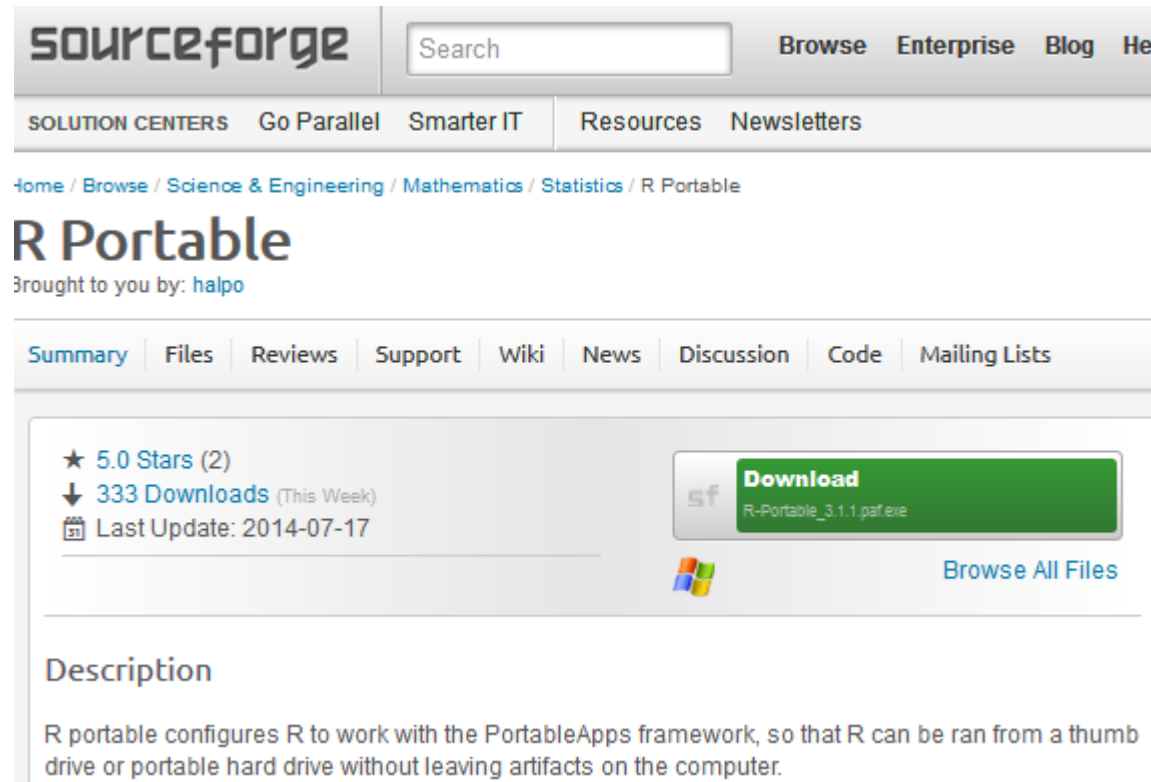 sourceforge
Search
Browse Enterprise Blog He
SOLUTION CENTERS Go Parallel Smarter IT Resources Newsletters
Home / Browse / Science & Engineering / Mathematics / Statistics / R Portable
R Portable
Brought to you by: halpo
Summary Files Reviews Support Wiki News Discussion Code Mailing Lists
5.0 Stars (2)
333 Downloads (This Week)
31 Last Update: 2014-07-17
sf
Download
R-Portable_3.1.1.paf.exe
Browse All Files
Description
R portable configures R to work with the PortableApps framework, so that R can be ran from a thumb
drive or portable hard drive without leaving artifacts on the computer.